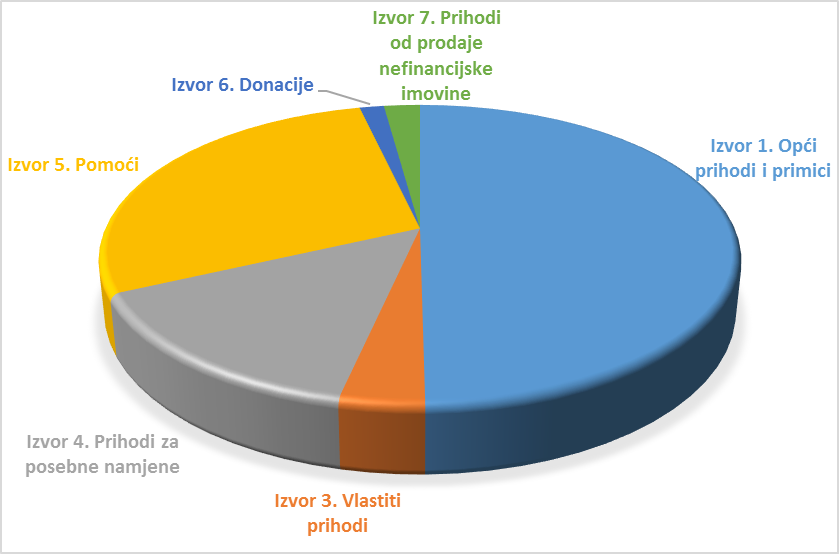 Izvor 7. Prihodi
od prodaje
nefinancijske
imovine
Izvor 6. Donacije
Izvor 1. Opći
prihodi i primici
Izvor 5. Pomoći
Izvor 4. Prihodi za
posebne namjene
Izvor 3. Vlastiti
prihodi